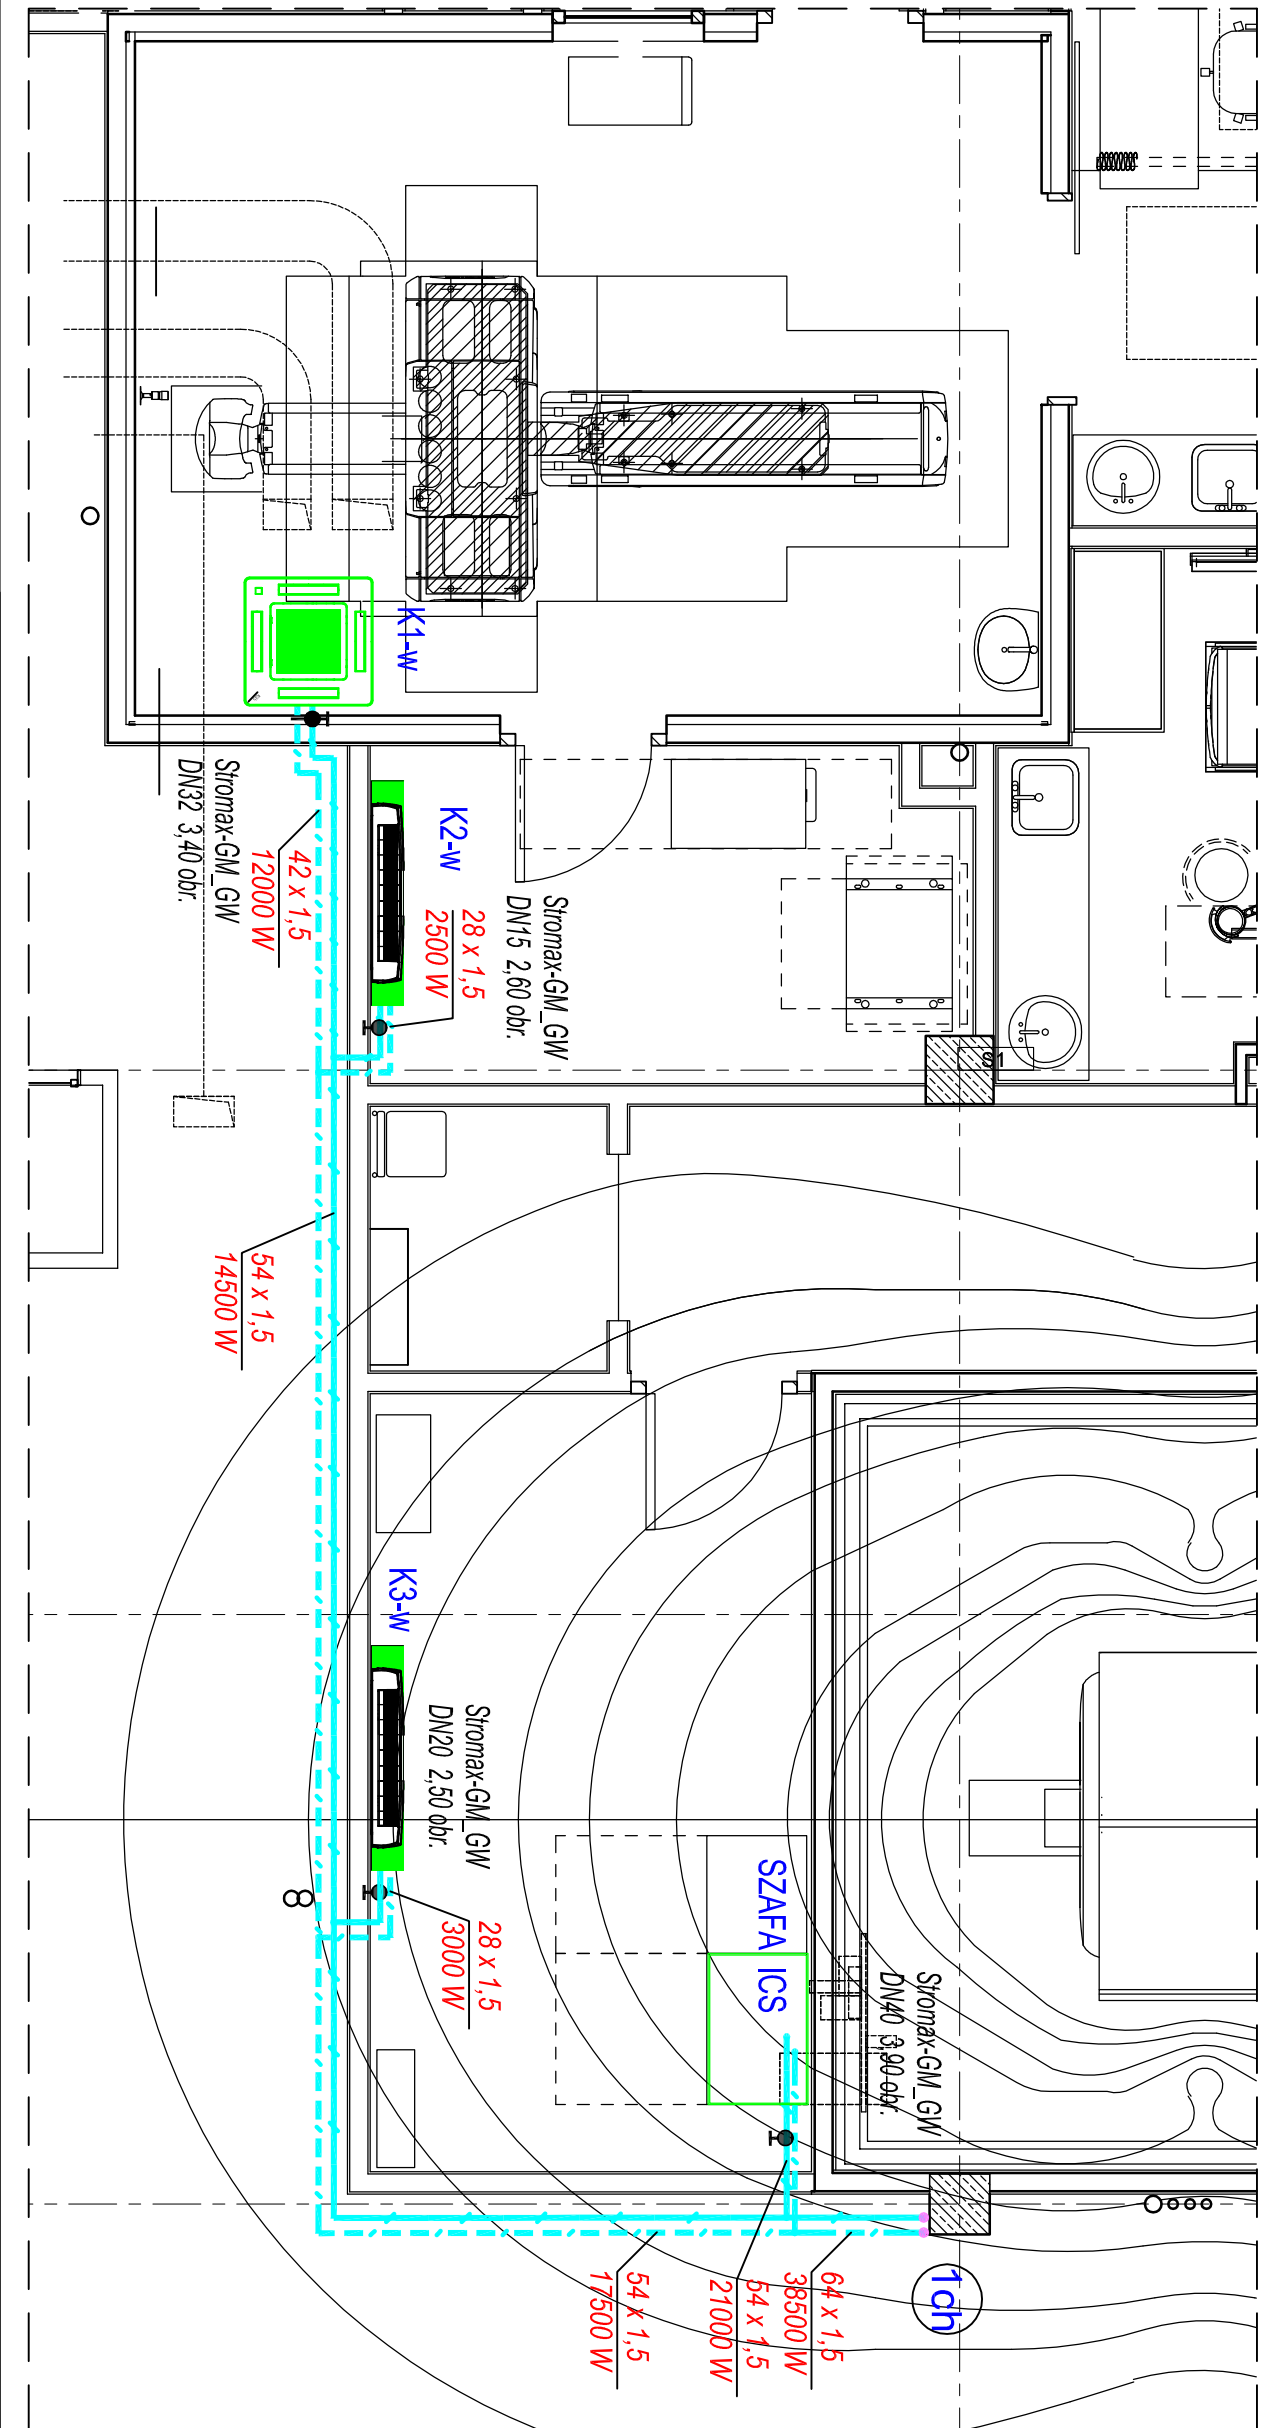 K1-w
Stromax-GM_GW
DN32 3,40 obr.
42 x 1,5
12000 W
K2-w
28 x 1,5
2500 W
Stromax-GM_GW
DN15 2,60 obr.
S1
54 x 1,5
14500 W
K3-w
Stromax-GM_GW
DN20 2,50 obr.
28 x 1,5
3000 W
8
SZAFA ICS
Stromax-GM_GW
DN40 3,90 obr.
1ch
64 x 1,5
38500 W
54 x 1,5
21000 W
54 x 1,5
17500 W